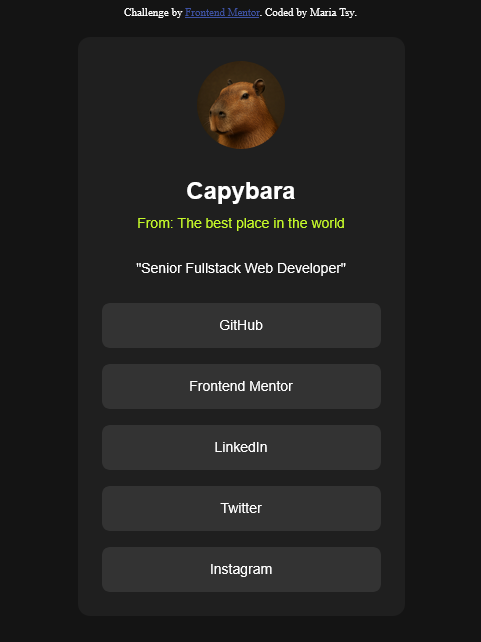 Challenge by Frontend Mentor. Coded by Maria Tsy.
Capybara
From: The best place in the world
"Senior Fullstack Web Developer"
GitHub
Frontend Mentor
LinkedIn
Twitter
Instagram